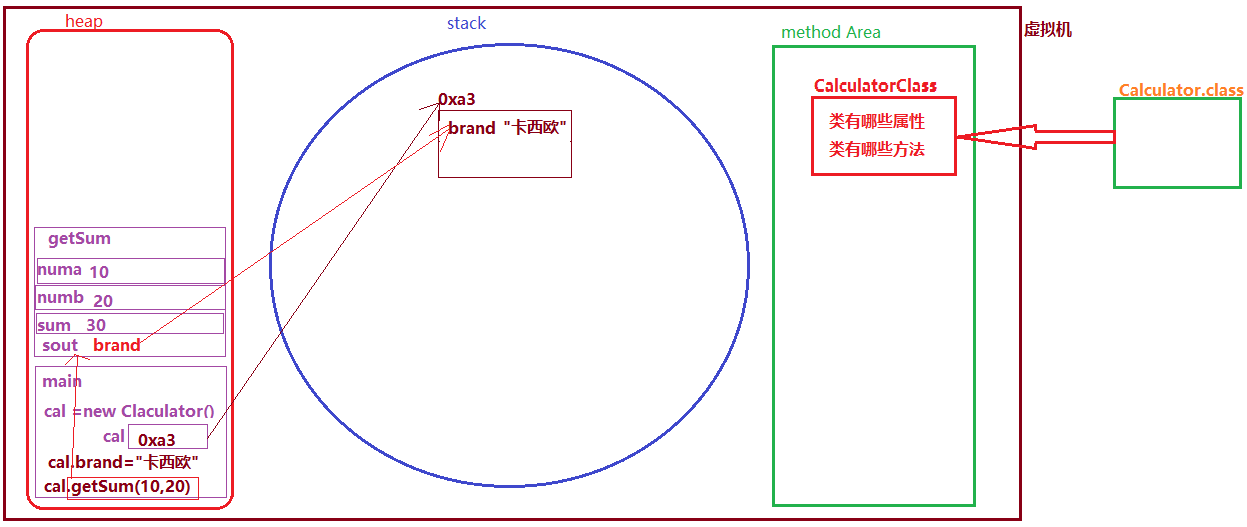 heap
stack
method Area
虚拟机
0xa3
brand "卡西欧"
CalculatorClass
类有哪些属性
类有哪些方法
Calculator.class
getSum
numa 10
numb 20
sum 30
sout brand
main
cal =new Claculator()
cal 0xa3
cal.brand="卡西欧"
cal.getSum(10,20)